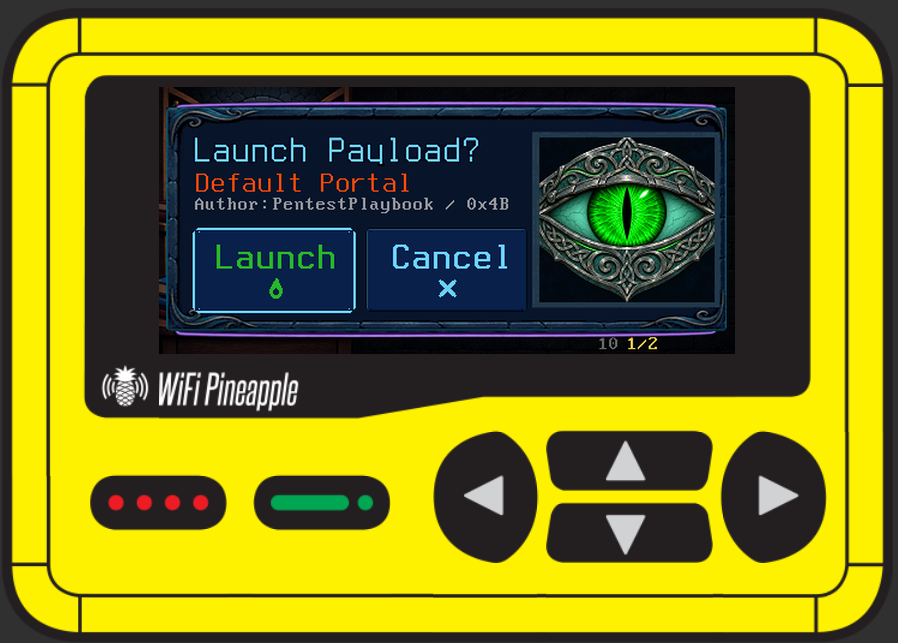 Launch Payload?
Default Portal
Author:PentestPlaybook / 0x4B
Launch
Cancel
10 1/2
WiFi Pineapple